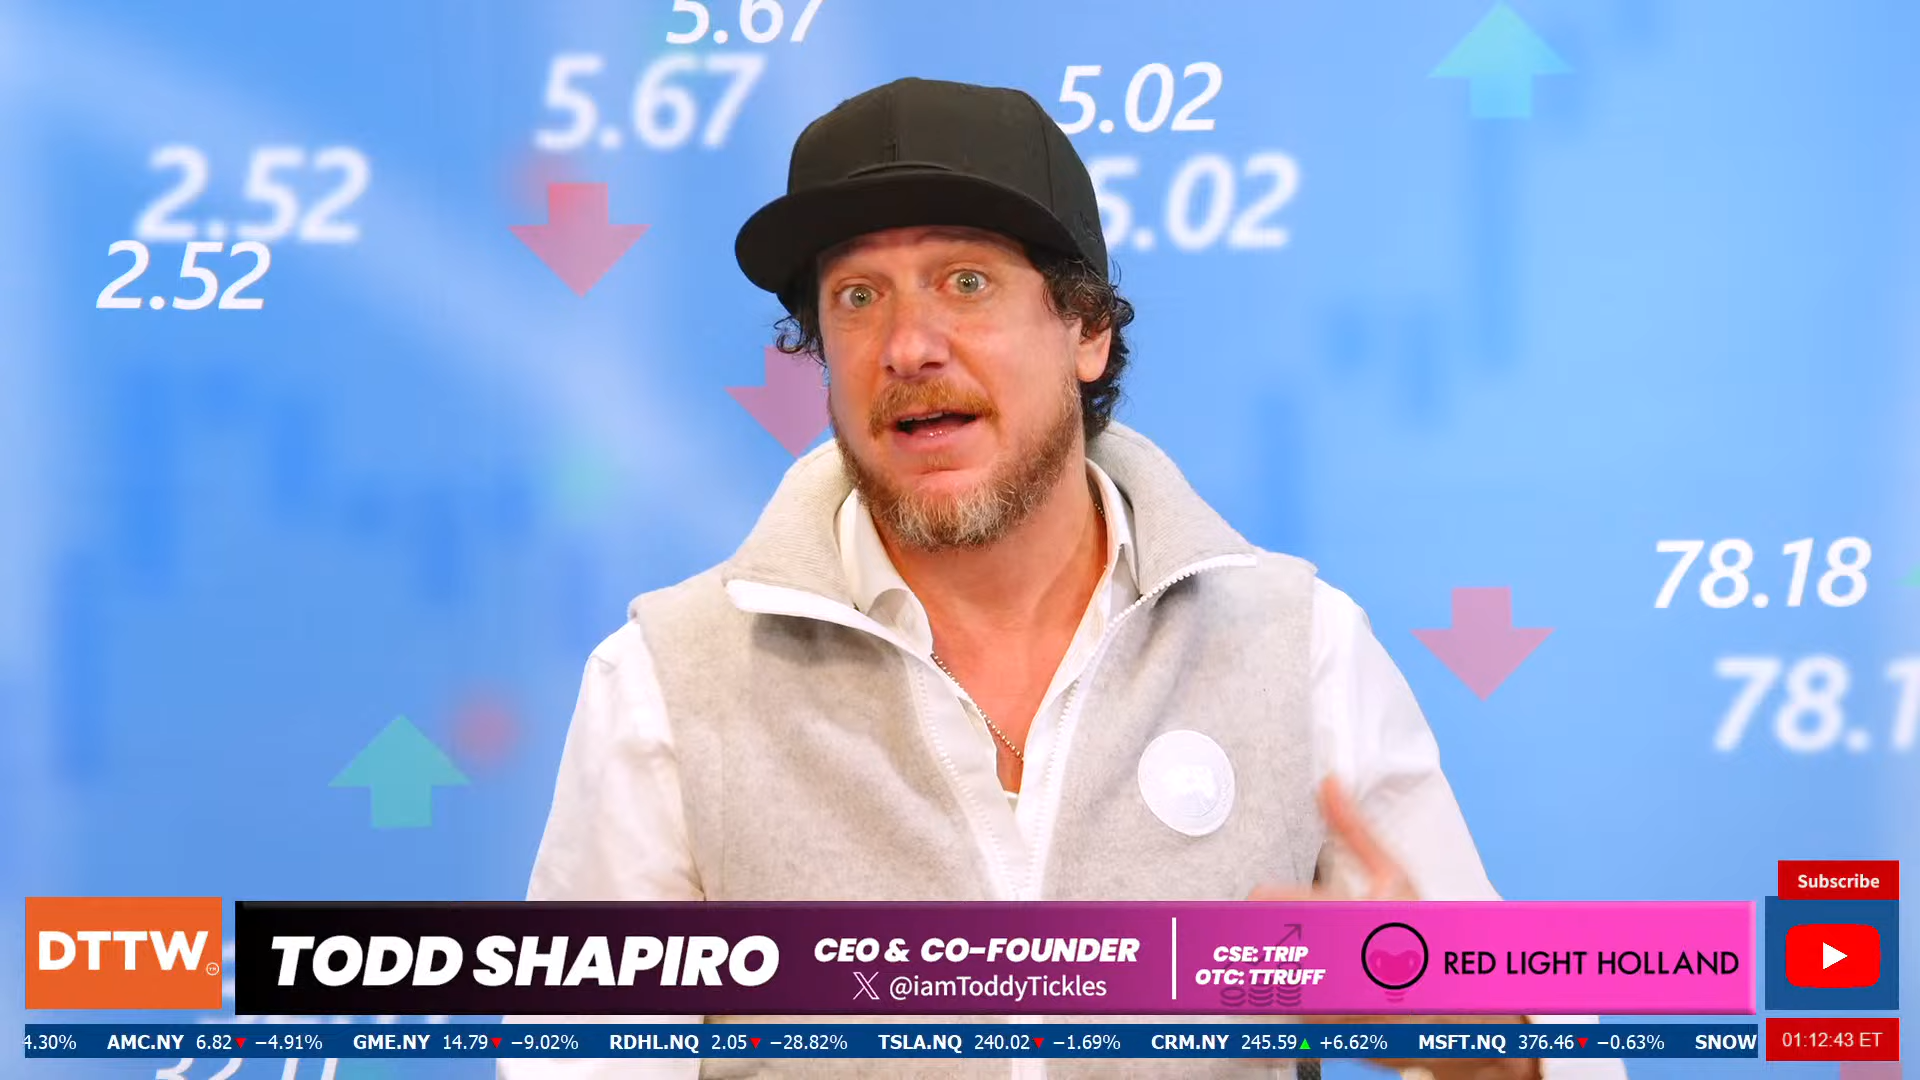 5.67
5.67
5.02
5.02
2.52
2.52
78.18
78.1
Subscribe
DTTW
TM
TODD SHAPIRO
CEO & CO-FOUNDER
@iamToddyTickles
CSE: TRIP
OTC: TTRUFF
RED LIGHT HOLLAND
4.30% AMC.NY 6.82▼ −4.91% GME.NY 14.79▼ −9.02% RDHL.NQ 2.05▼ −28.82% TSLA.NQ 240.02▼ −1.69% CRM.NY 245.59▲ +6.62% MSFT.NQ 376.46▼ −0.63% SNOW
01:12:43 ET